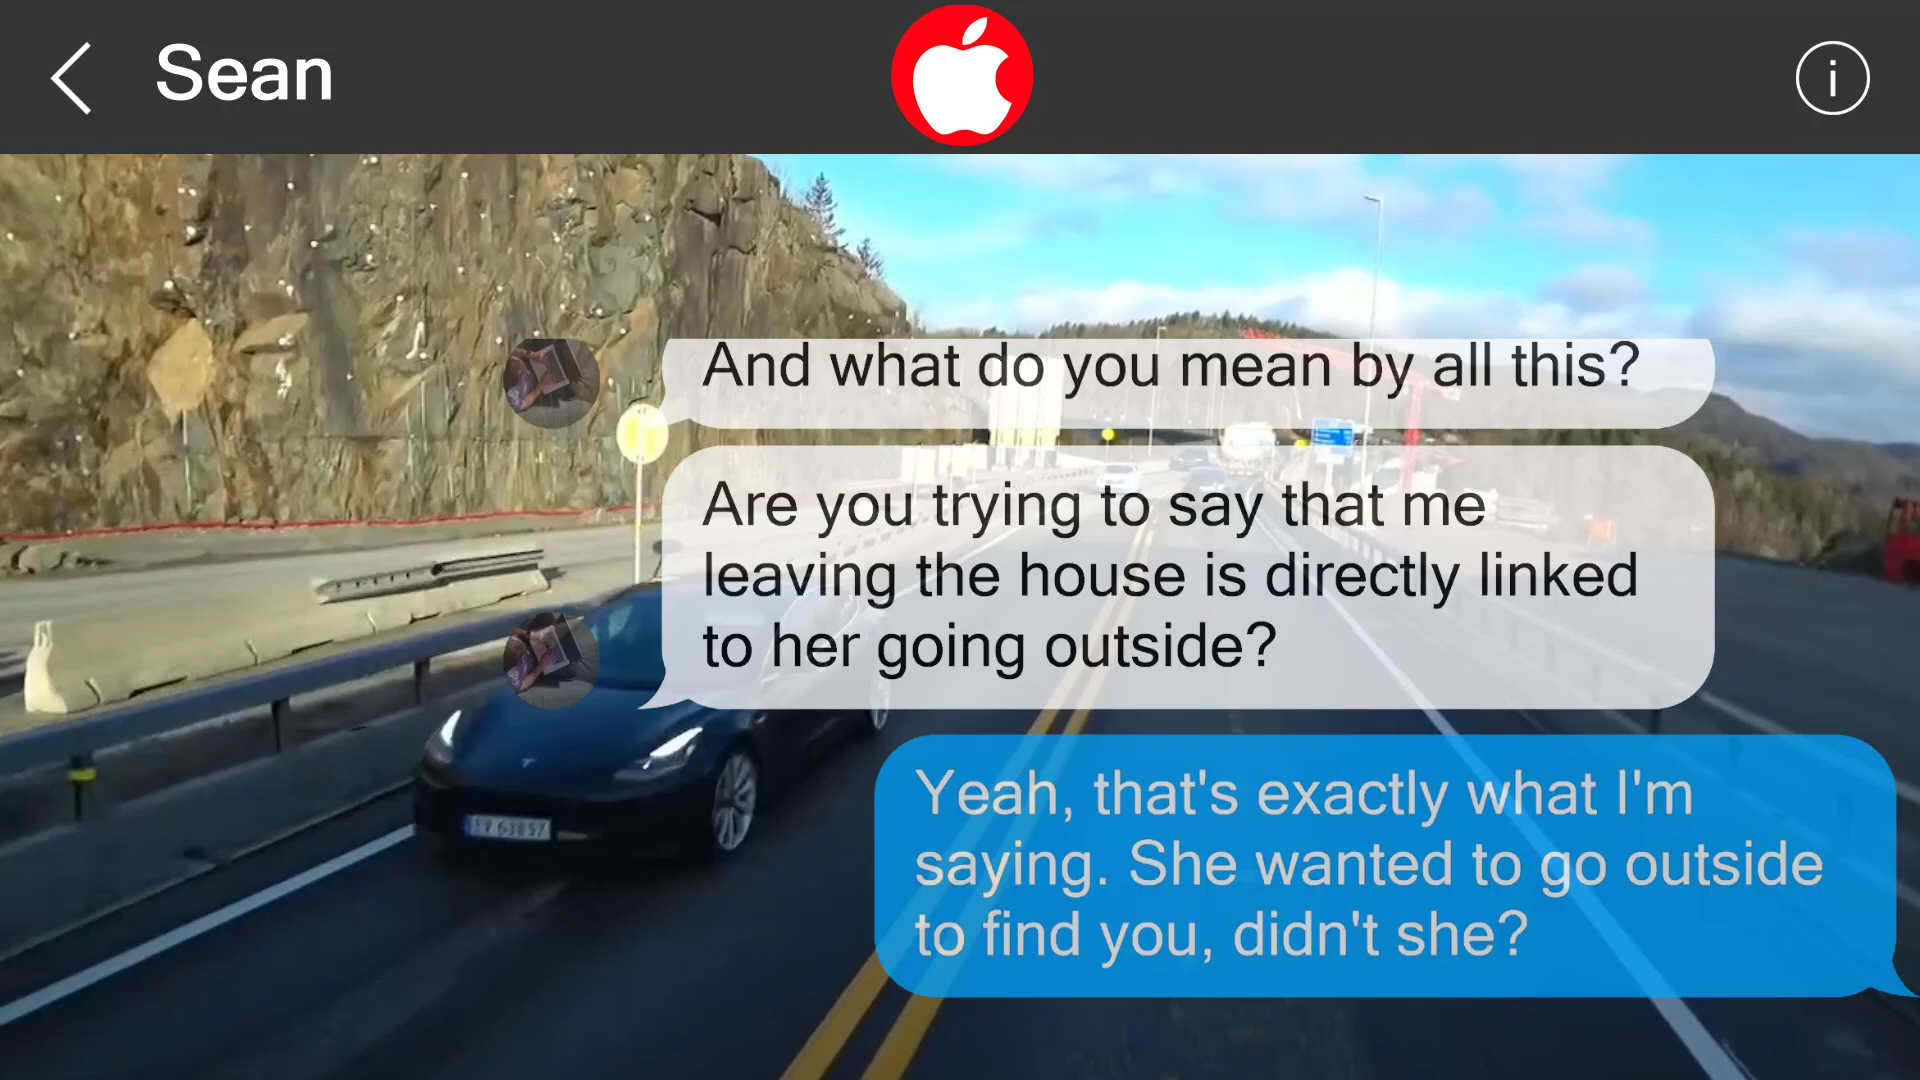 Sean
And what do you mean by all this?
Are you trying to say that me
leaving the house is directly linked
to her going outside?
Yeah, that's exactly what I'm
saying. She wanted to go outside
to find you, didn't she?